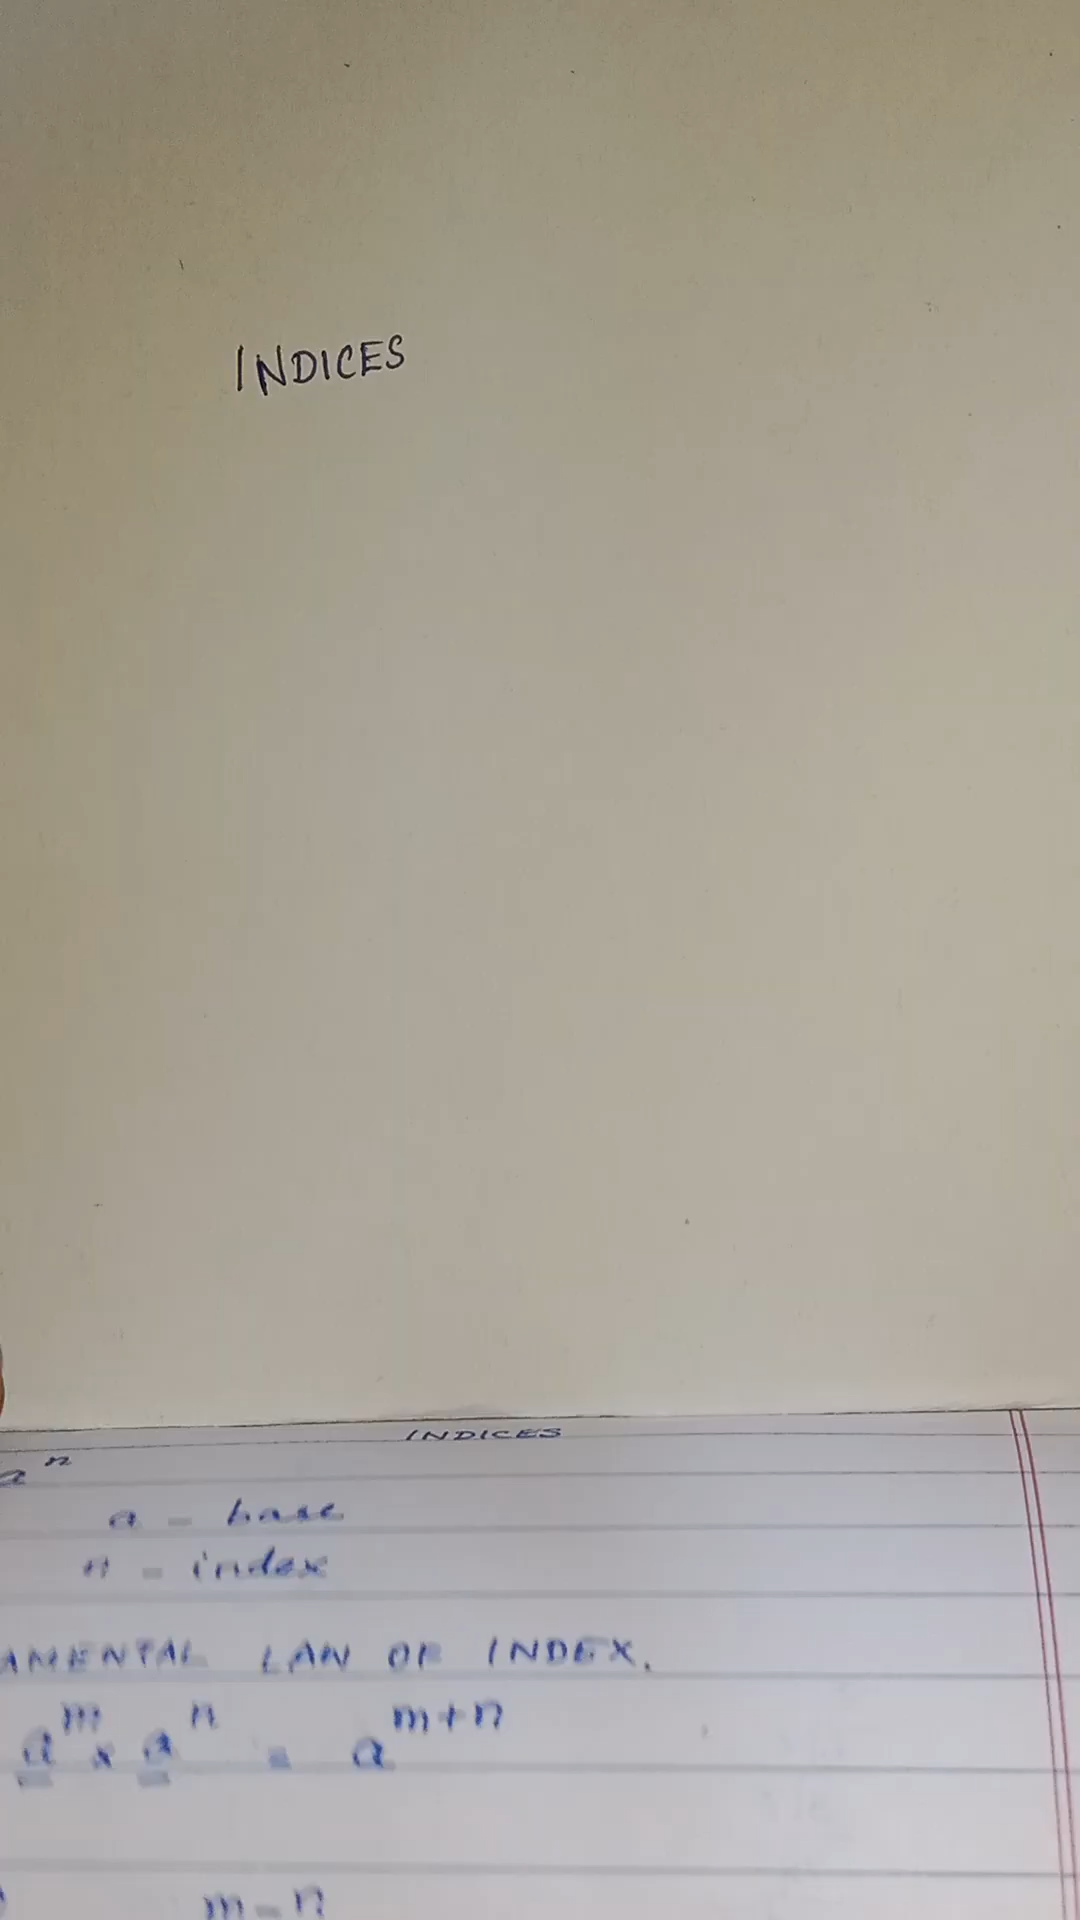 INDICES
INDICES
a^n
a - base
n - index
AMENTAL LAW OF INDEX.
a^m × a^n = a^{m+n}
m-n